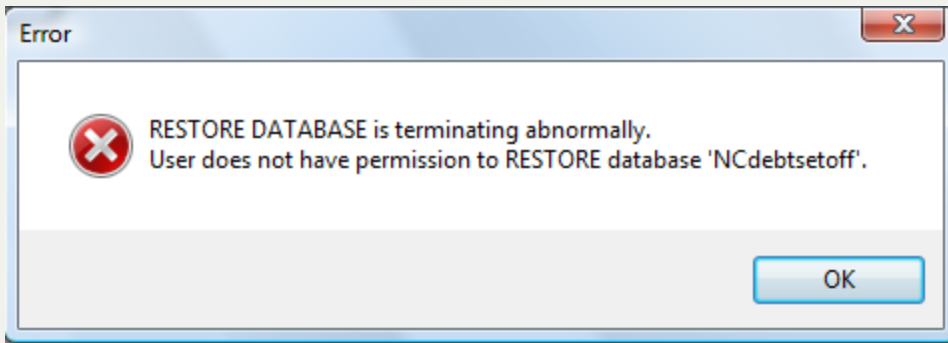 Error
RESTORE DATABASE is terminating abnormally.
User does not have permission to RESTORE database 'NCdebtsetoff'.
OK